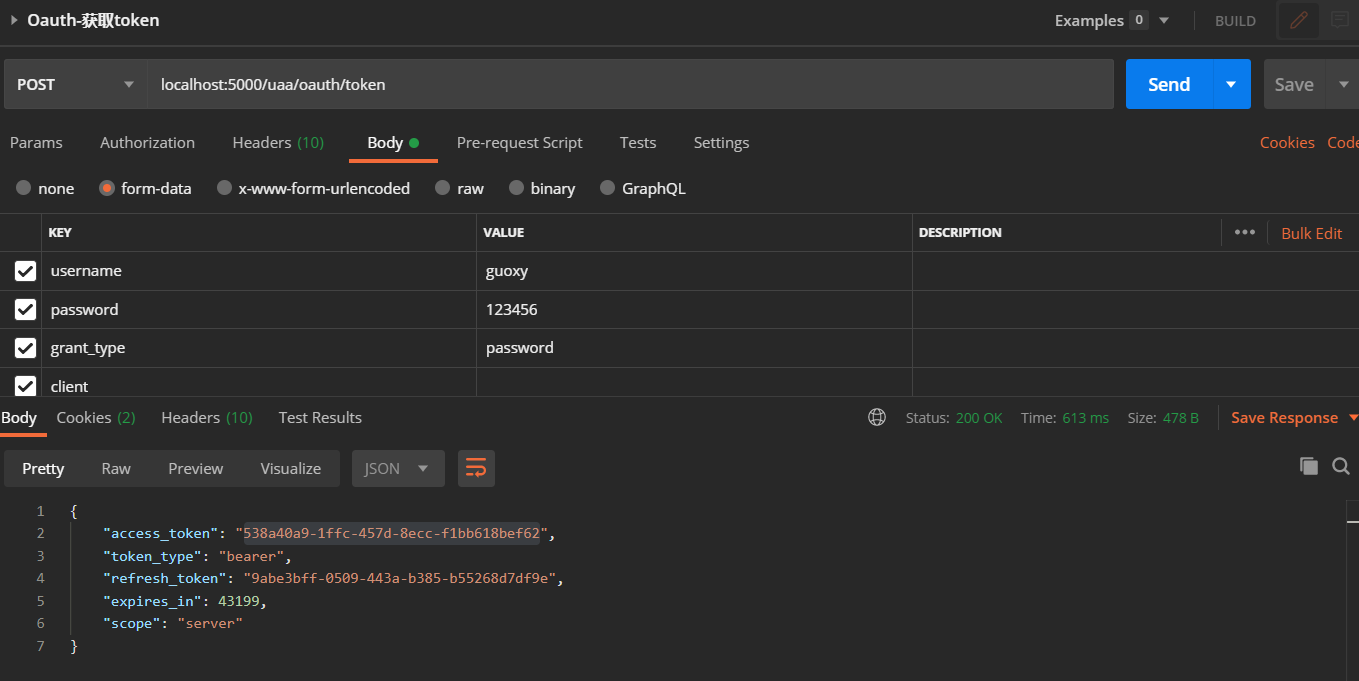 Oauth-获取token Examples 0 BUILD
POST localhost:5000/uaa/oauth/token Send Save
Params Authorization Headers (10) Body Pre-request Script Tests Settings Cookies Code
none form-data x-www-form-urlencoded raw binary GraphQL
KEY VALUE DESCRIPTION ••• Bulk Edit
username guoxy
password 123456
grant_type password
client
Body Cookies (2) Headers (10) Test Results Status: 200 OK Time: 613 ms Size: 478 B Save Response
Pretty Raw Preview Visualize JSON
1 {
2 "access_token": "538a40a9-1ffc-457d-8ecc-f1bb618bef62",
3 "token_type": "bearer",
4 "refresh_token": "9abe3bff-0509-443a-b385-b55268d7df9e",
5 "expires_in": 43199,
6 "scope": "server"
7 }